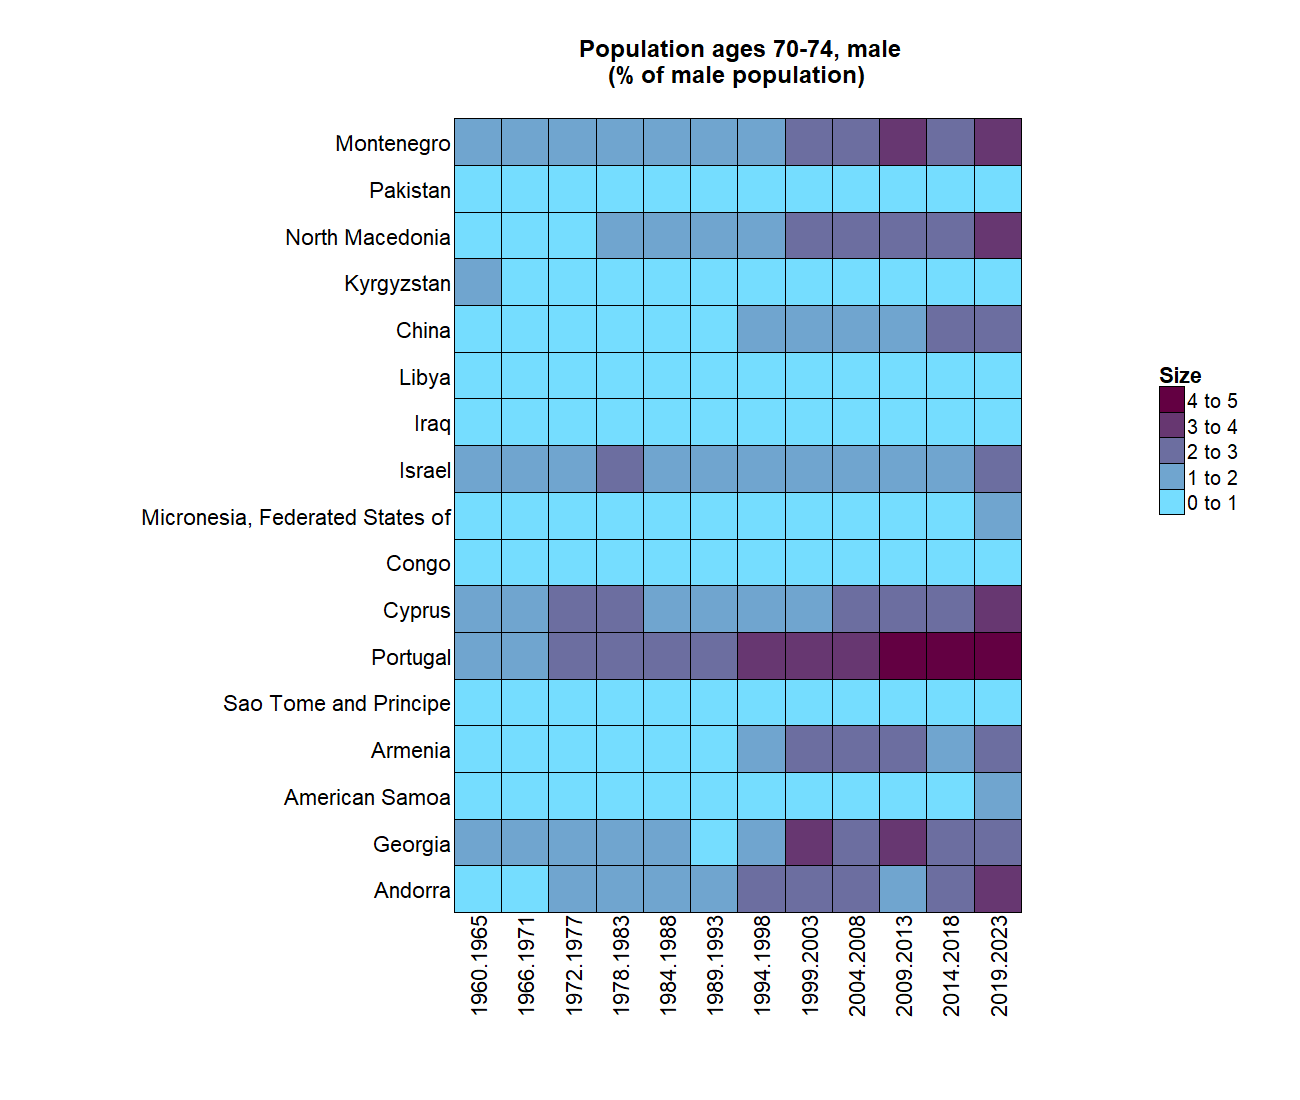 Population ages 70-74, male
(% of male population)
Montenegro
Pakistan
North Macedonia
Kyrgyzstan
China
Libya
Iraq
Israel
Micronesia, Federated States of
Congo
Cyprus
Portugal
Sao Tome and Principe
Armenia
American Samoa
Georgia
Andorra
1960.1965
1966.1971
1972.1977
1978.1983
1984.1988
1989.1993
1994.1998
1999.2003
2004.2008
2009.2013
2014.2018
2019.2023
Size
4 to 5
3 to 4
2 to 3
1 to 2
0 to 1